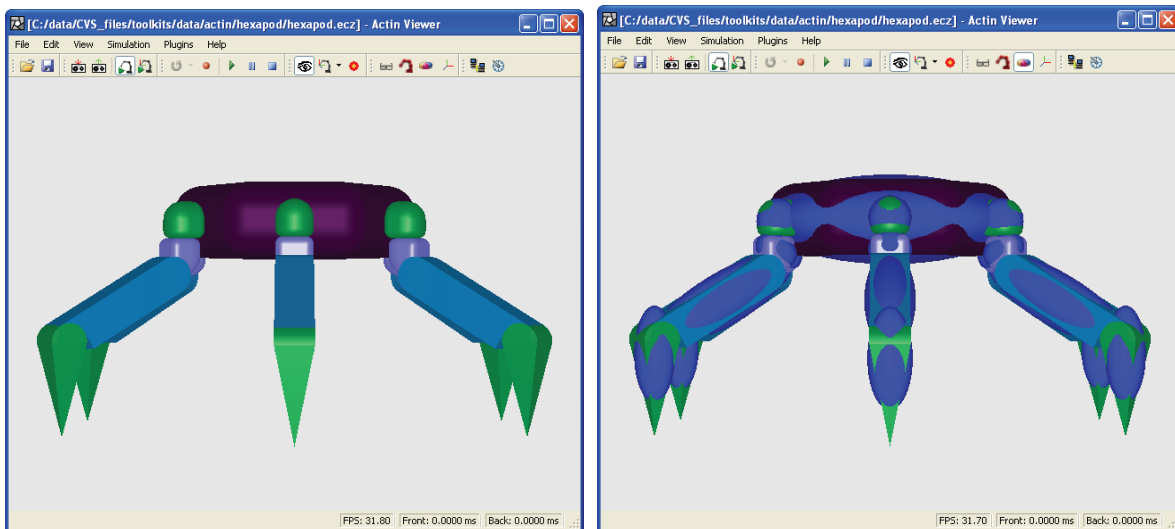 [C:/data/CVS_files/toolkits/data/actin/hexapod/hexapod.ecz] - Actin Viewer
File Edit View Simulation Plugins Help
FPS: 31.80 Front: 0.0000 ms Back: 0.0000 ms
[C:/data/CVS_files/toolkits/data/actin/hexapod/hexapod.ecz] - Actin Viewer
File Edit View Simulation Plugins Help
FPS: 31.70 Front: 0.0000 ms Back: 0.0000 ms